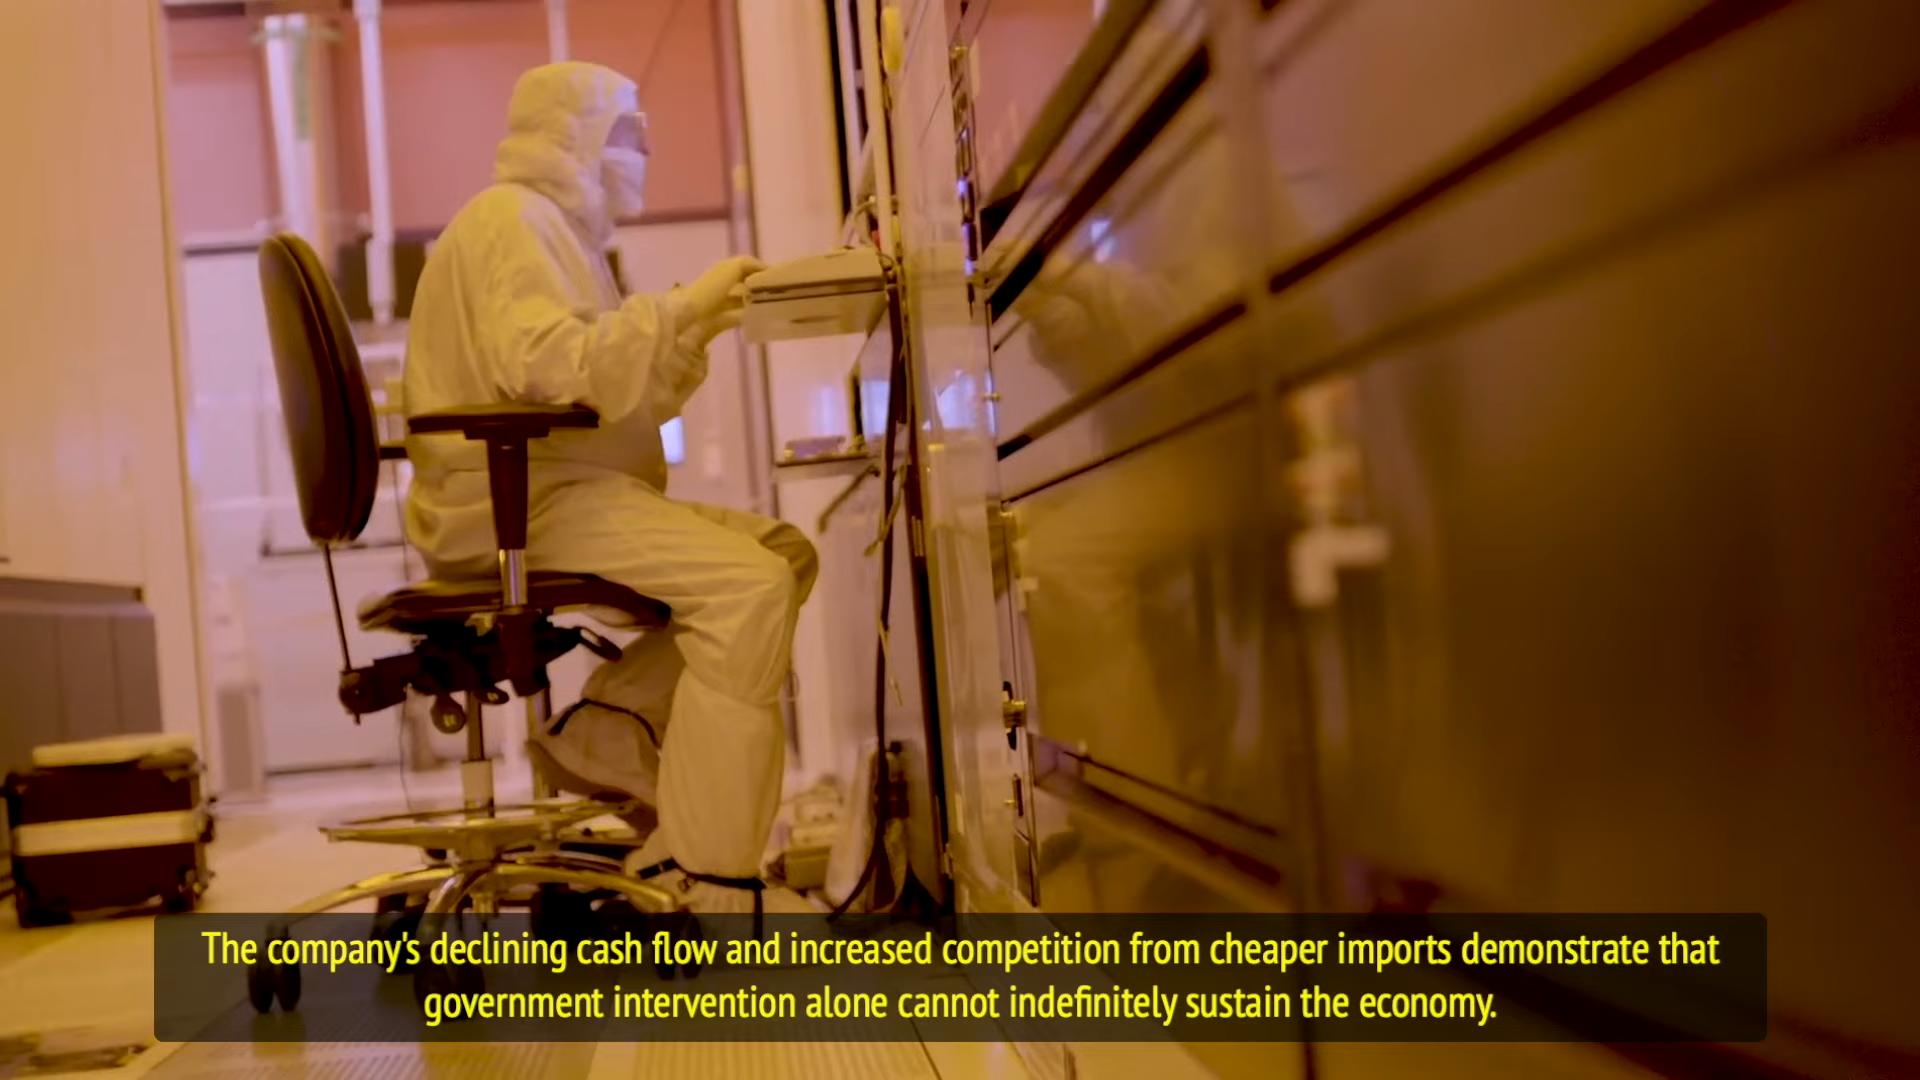 The company's declining cash flow and increased competition from cheaper imports demonstrate that
government intervention alone cannot indefinitely sustain the economy.